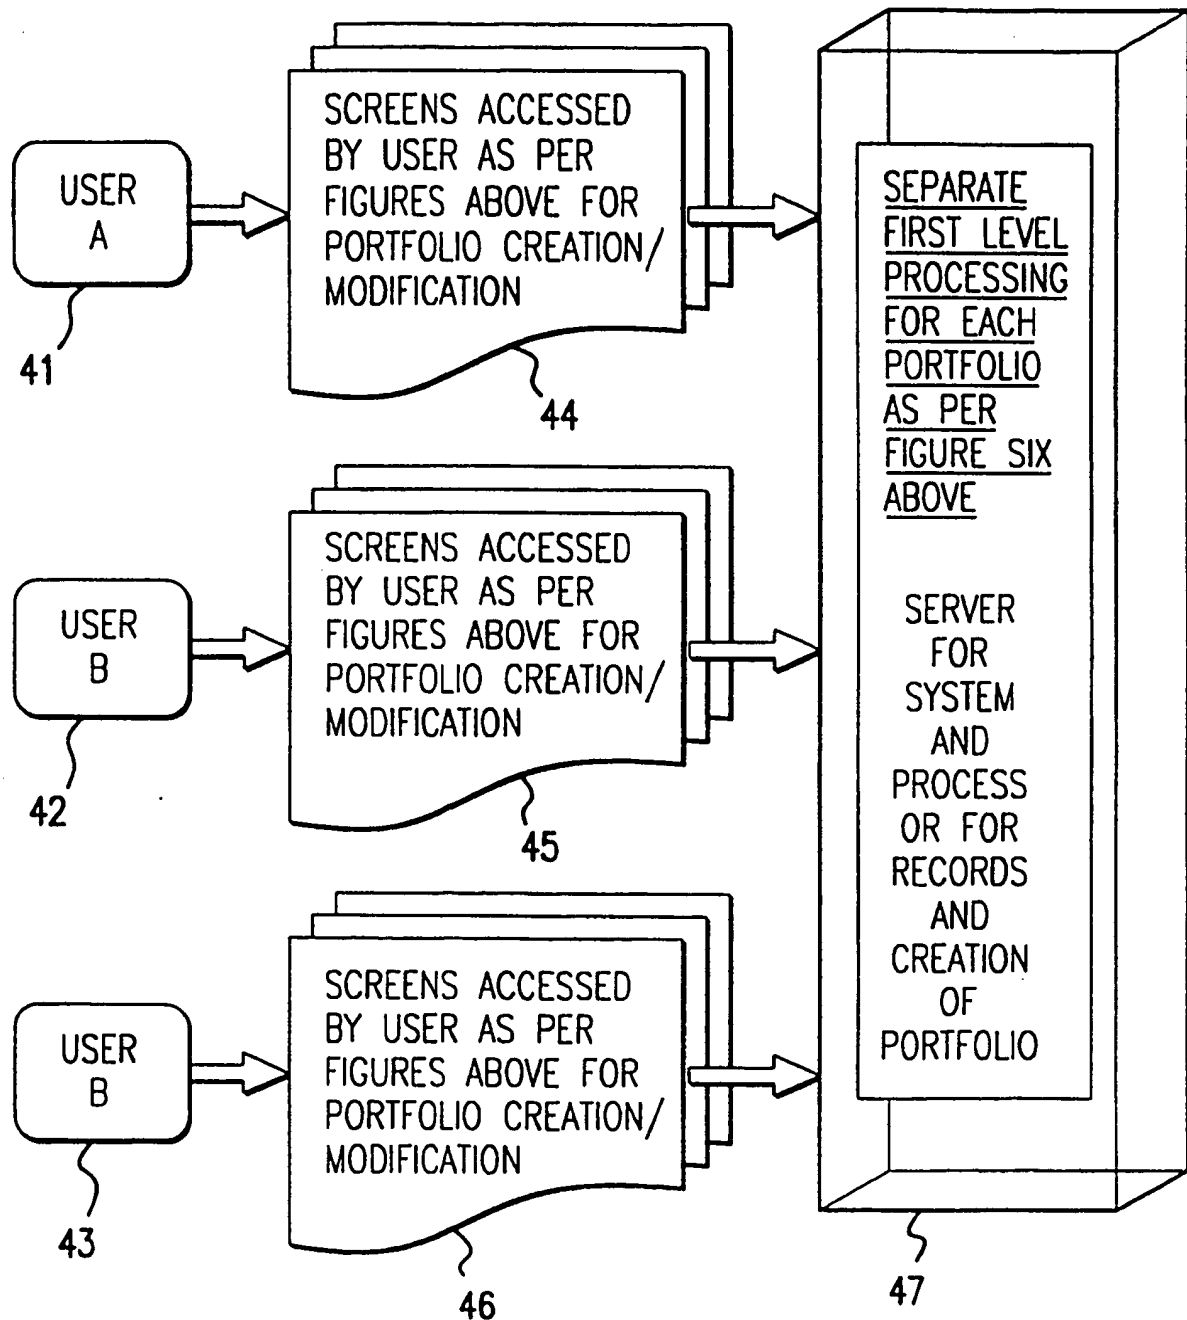 USER
A
41
SCREENS ACCESSED
BY USER AS PER
FIGURES ABOVE FOR
PORTFOLIO CREATION/
MODIFICATION
44
USER
B
42
SCREENS ACCESSED
BY USER AS PER
FIGURES ABOVE FOR
PORTFOLIO CREATION/
MODIFICATION
45
USER
B
43
SCREENS ACCESSED
BY USER AS PER
FIGURES ABOVE FOR
PORTFOLIO CREATION/
MODIFICATION
46
SEPARATE
FIRST LEVEL
PROCESSING
FOR EACH
PORTFOLIO
AS PER
FIGURE SIX
ABOVE
SERVER
FOR
SYSTEM
AND
PROCESS
OR FOR
RECORDS
AND
CREATION
OF
PORTFOLIO
47